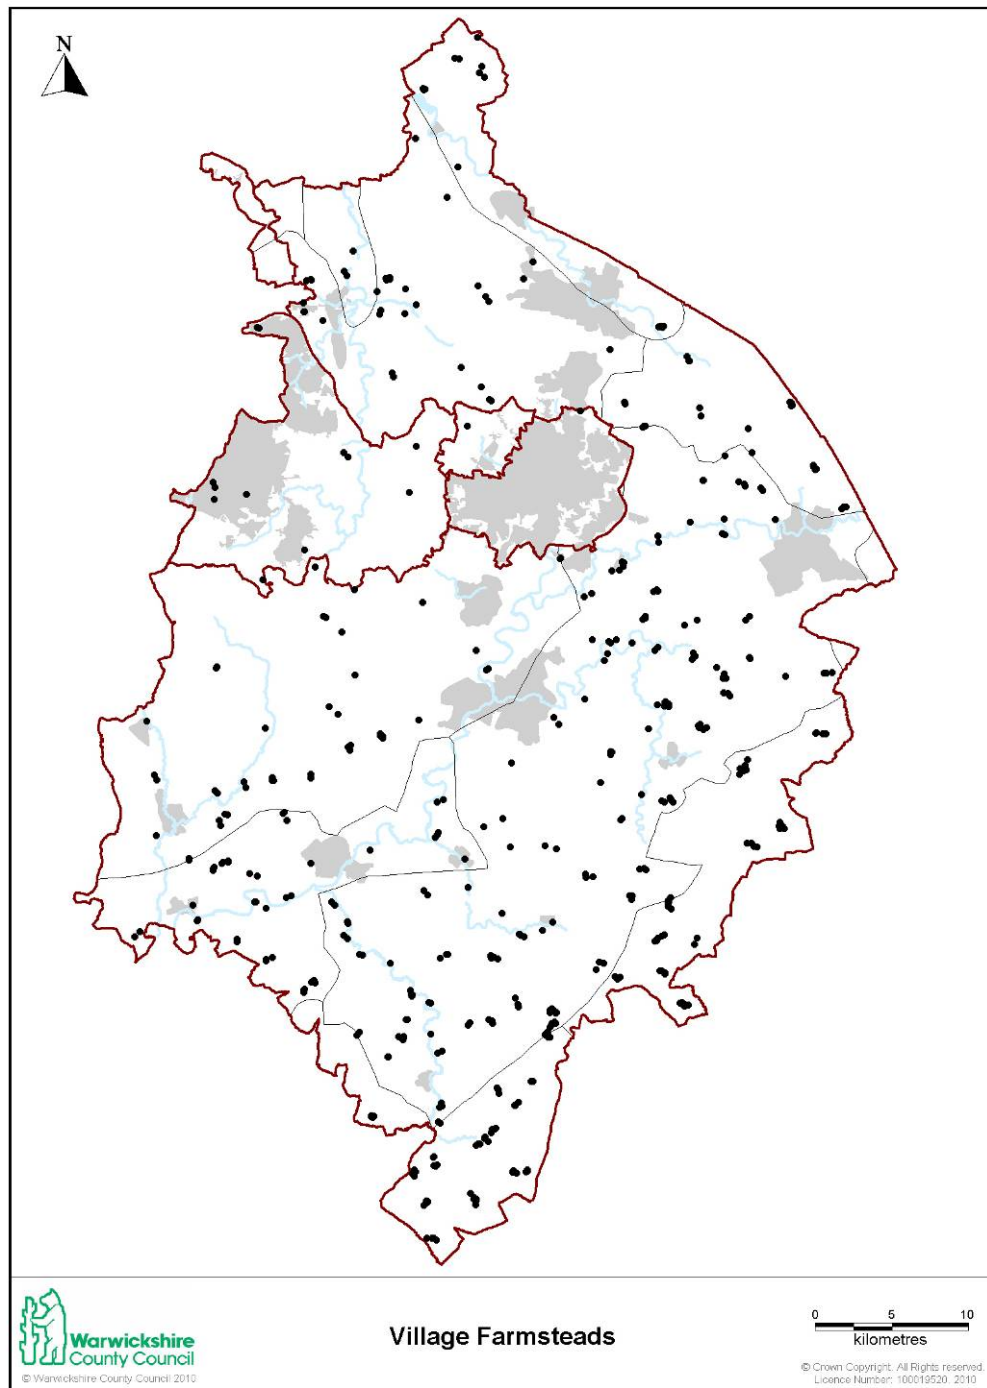 N
Warwickshire
County Council
© Warwickshire County Council 2010
Village Farmsteads
0 5 10
kilometres
© Crown Copyright. All Rights reserved.
Licence Number: 100019520. 2010